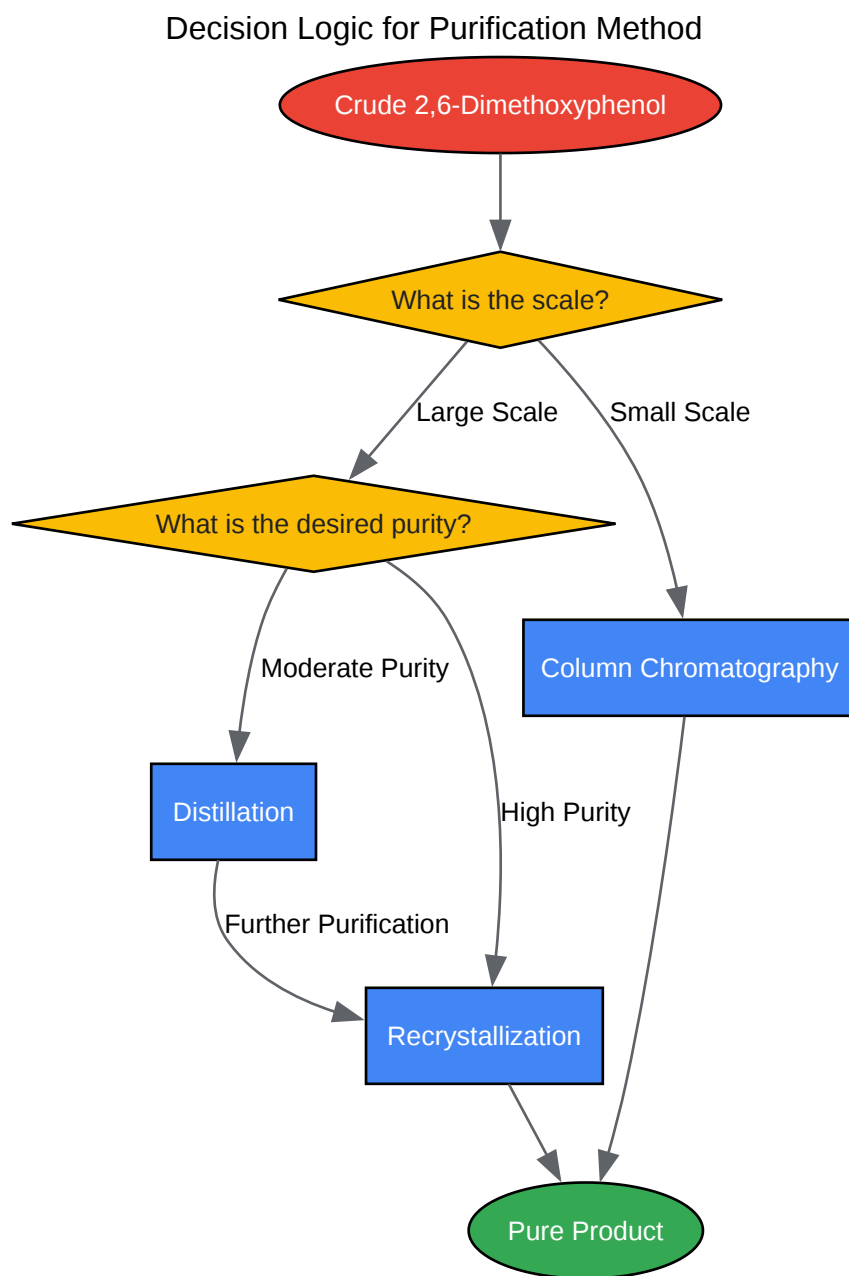 Decision Logic for Purification Method
Crude 2,6-Dimethoxyphenol
What is the scale?
Large Scale
Small Scale
What is the desired purity?
Moderate Purity
Column Chromatography
Distillation
High Purity
Further Purification
Recrystallization
Pure Product